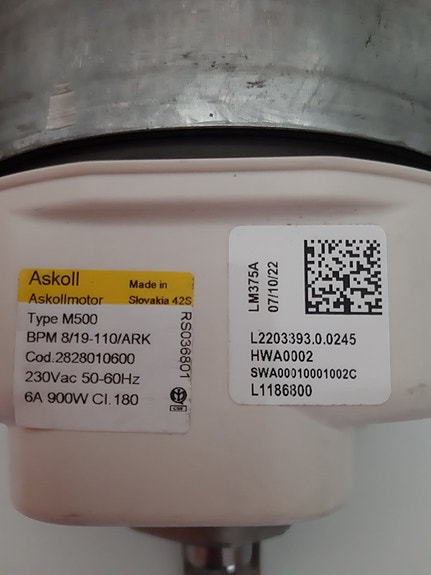 Askoll
Made in
Askollmotor
Slovakia 42S
Type M500
BPM 8/19-110/ARK
Cod.2828010600
230Vac 50-60Hz
6A 900W Cl.180
RS036801
LM375A
07/10/22
L2203393.0.0245
HWA0002
SWA00010001002C
L1186800